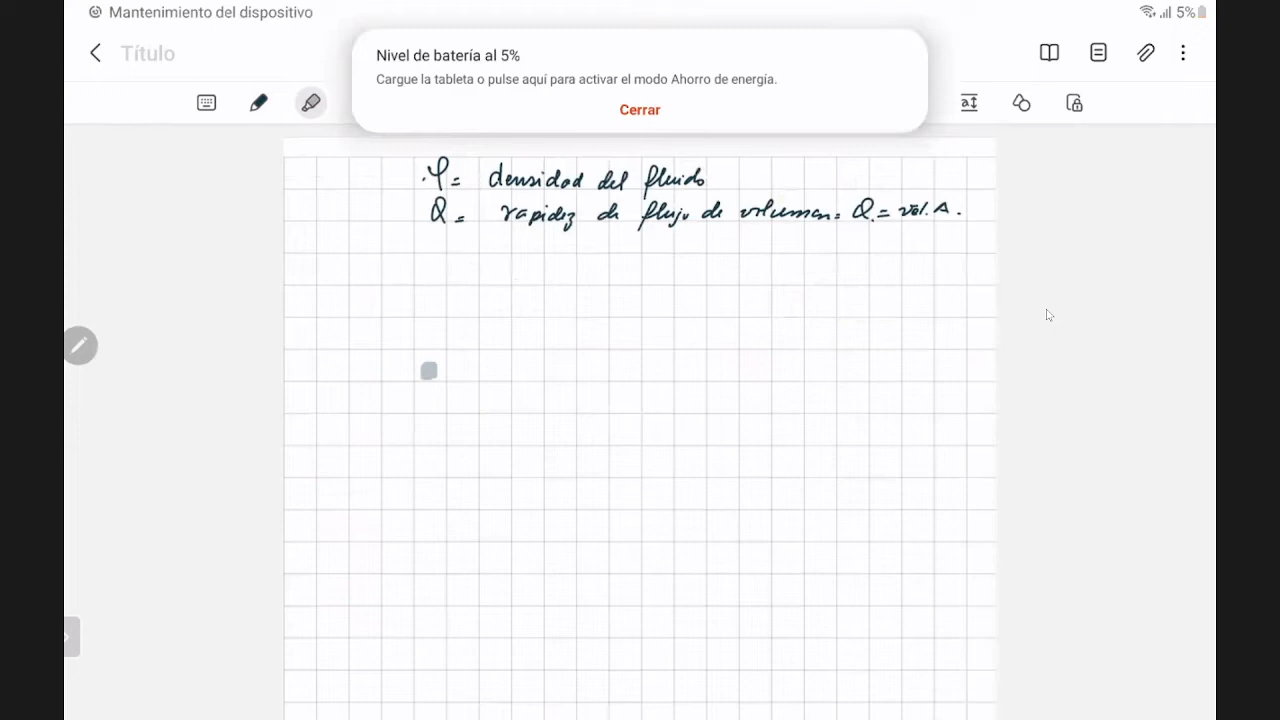 Mantenimiento del dispositivo
5%
Título
Nivel de batería al 5%
Cargue la tableta o pulse aquí para activar el modo Ahorro de energía.
Cerrar
φ = densidad del fluido
Q = rapidez de flujo de volumen = Q = vol. A.